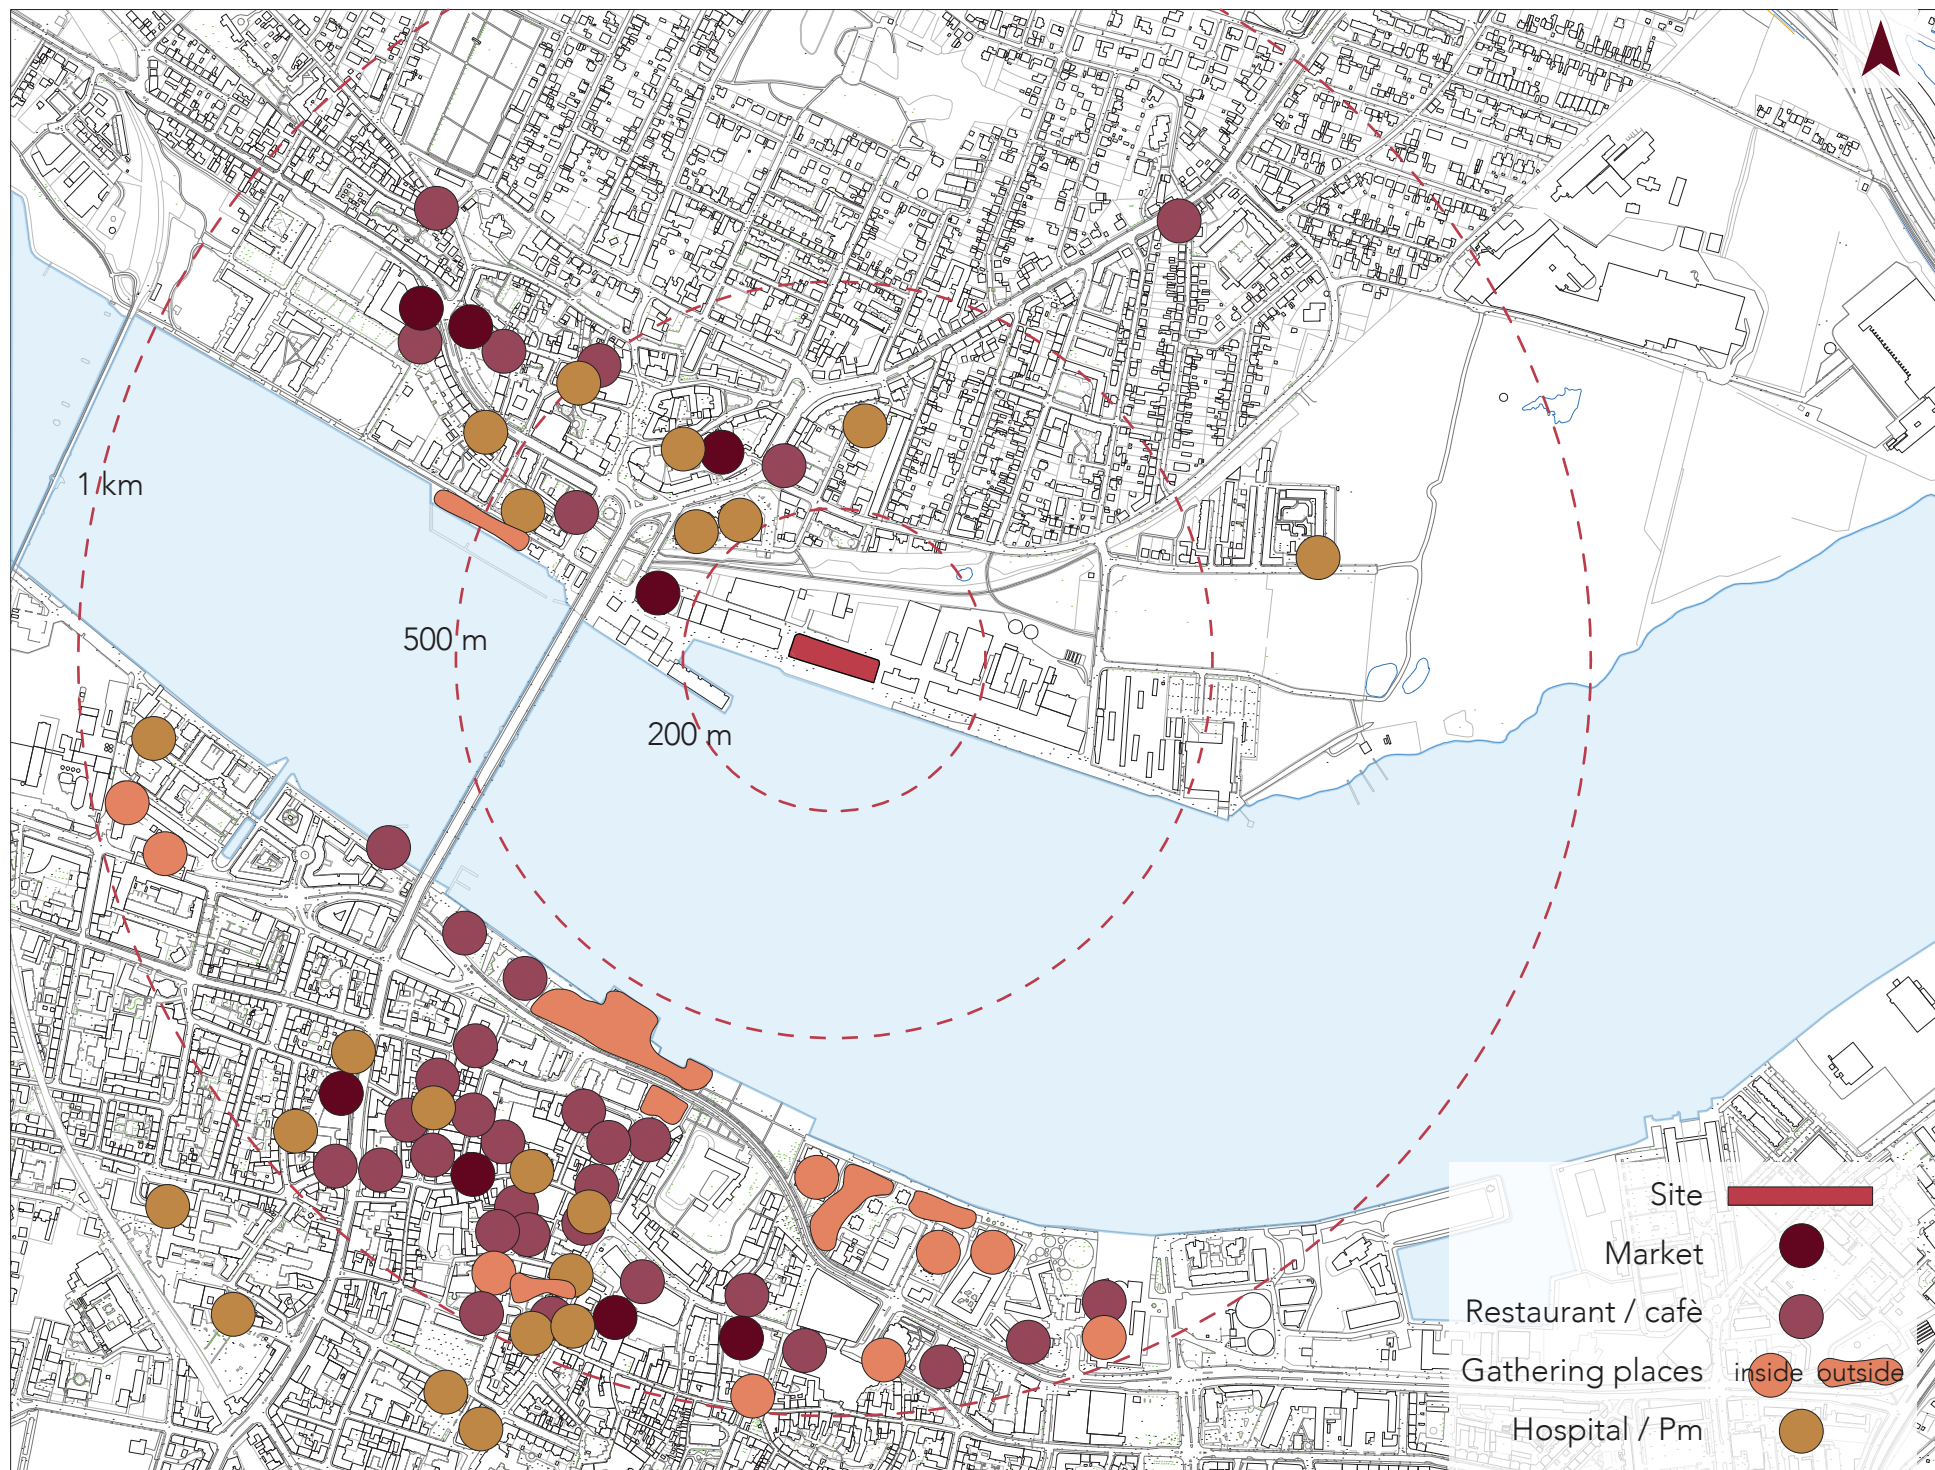 1 km
500 m
200 m
Site
Market
Restaurant / cafè
Gathering places inside outside
Hospital / Pm